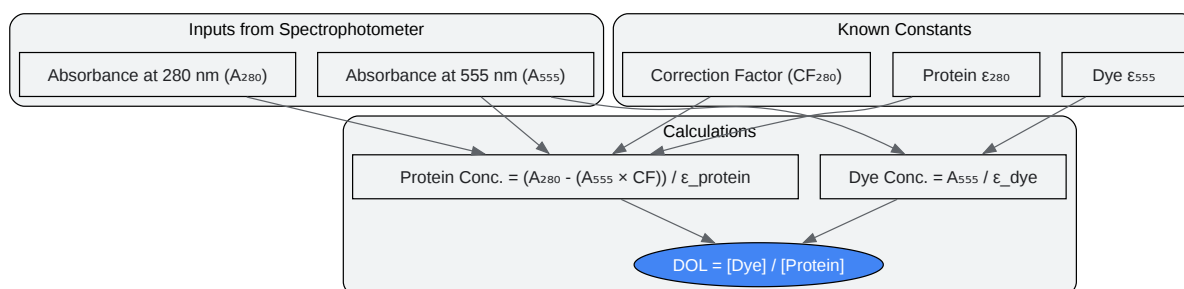 Inputs from Spectrophotometer
Known Constants
Absorbance at 280 nm (A₂₈₀)
Absorbance at 555 nm (A₅₅₅)
Correction Factor (CF₂₈₀)
Protein ε₂₈₀
Dye ε₅₅₅
Calculations
Protein Conc. = (A₂₈₀ - (A₅₅₅ × CF)) / ε_protein
Dye Conc. = A₅₅₅ / ε_dye
DOL = [Dye] / [Protein]